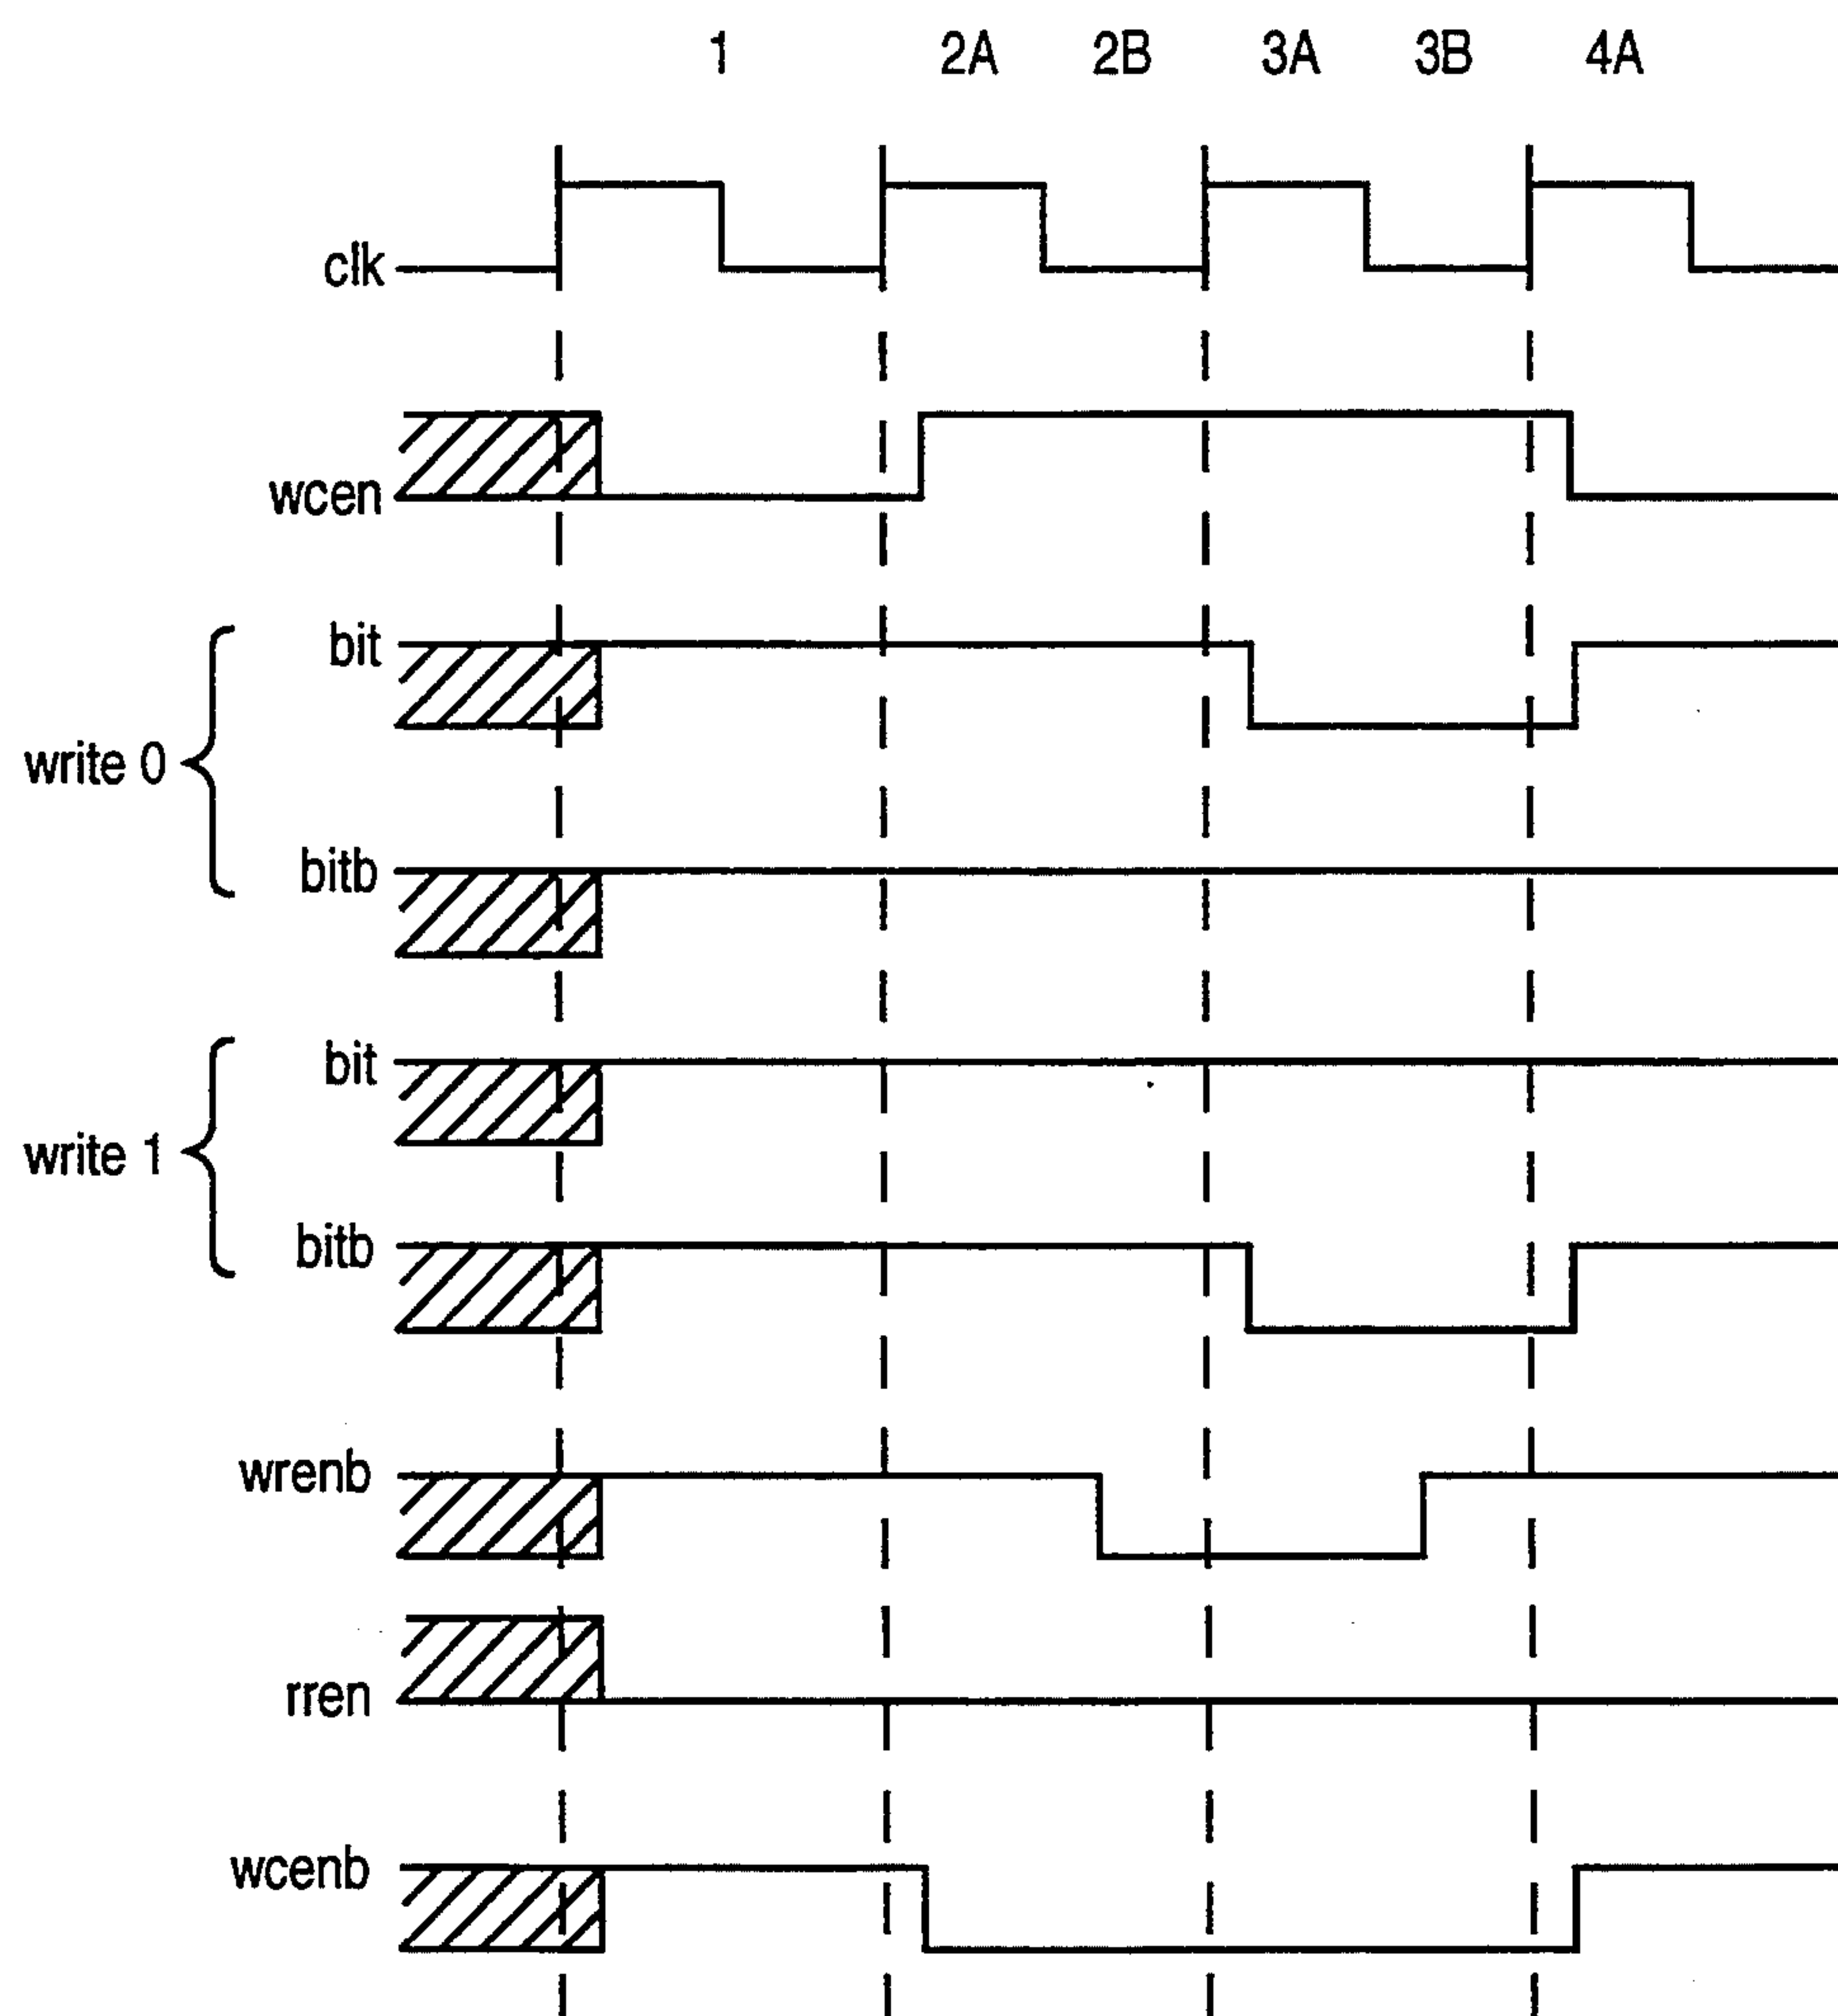 1 2A 2B 3A 3B 4A
clk
wcen
write 0
bit
bitb
write 1
bit
bitb
wrenb
rren
wcenb